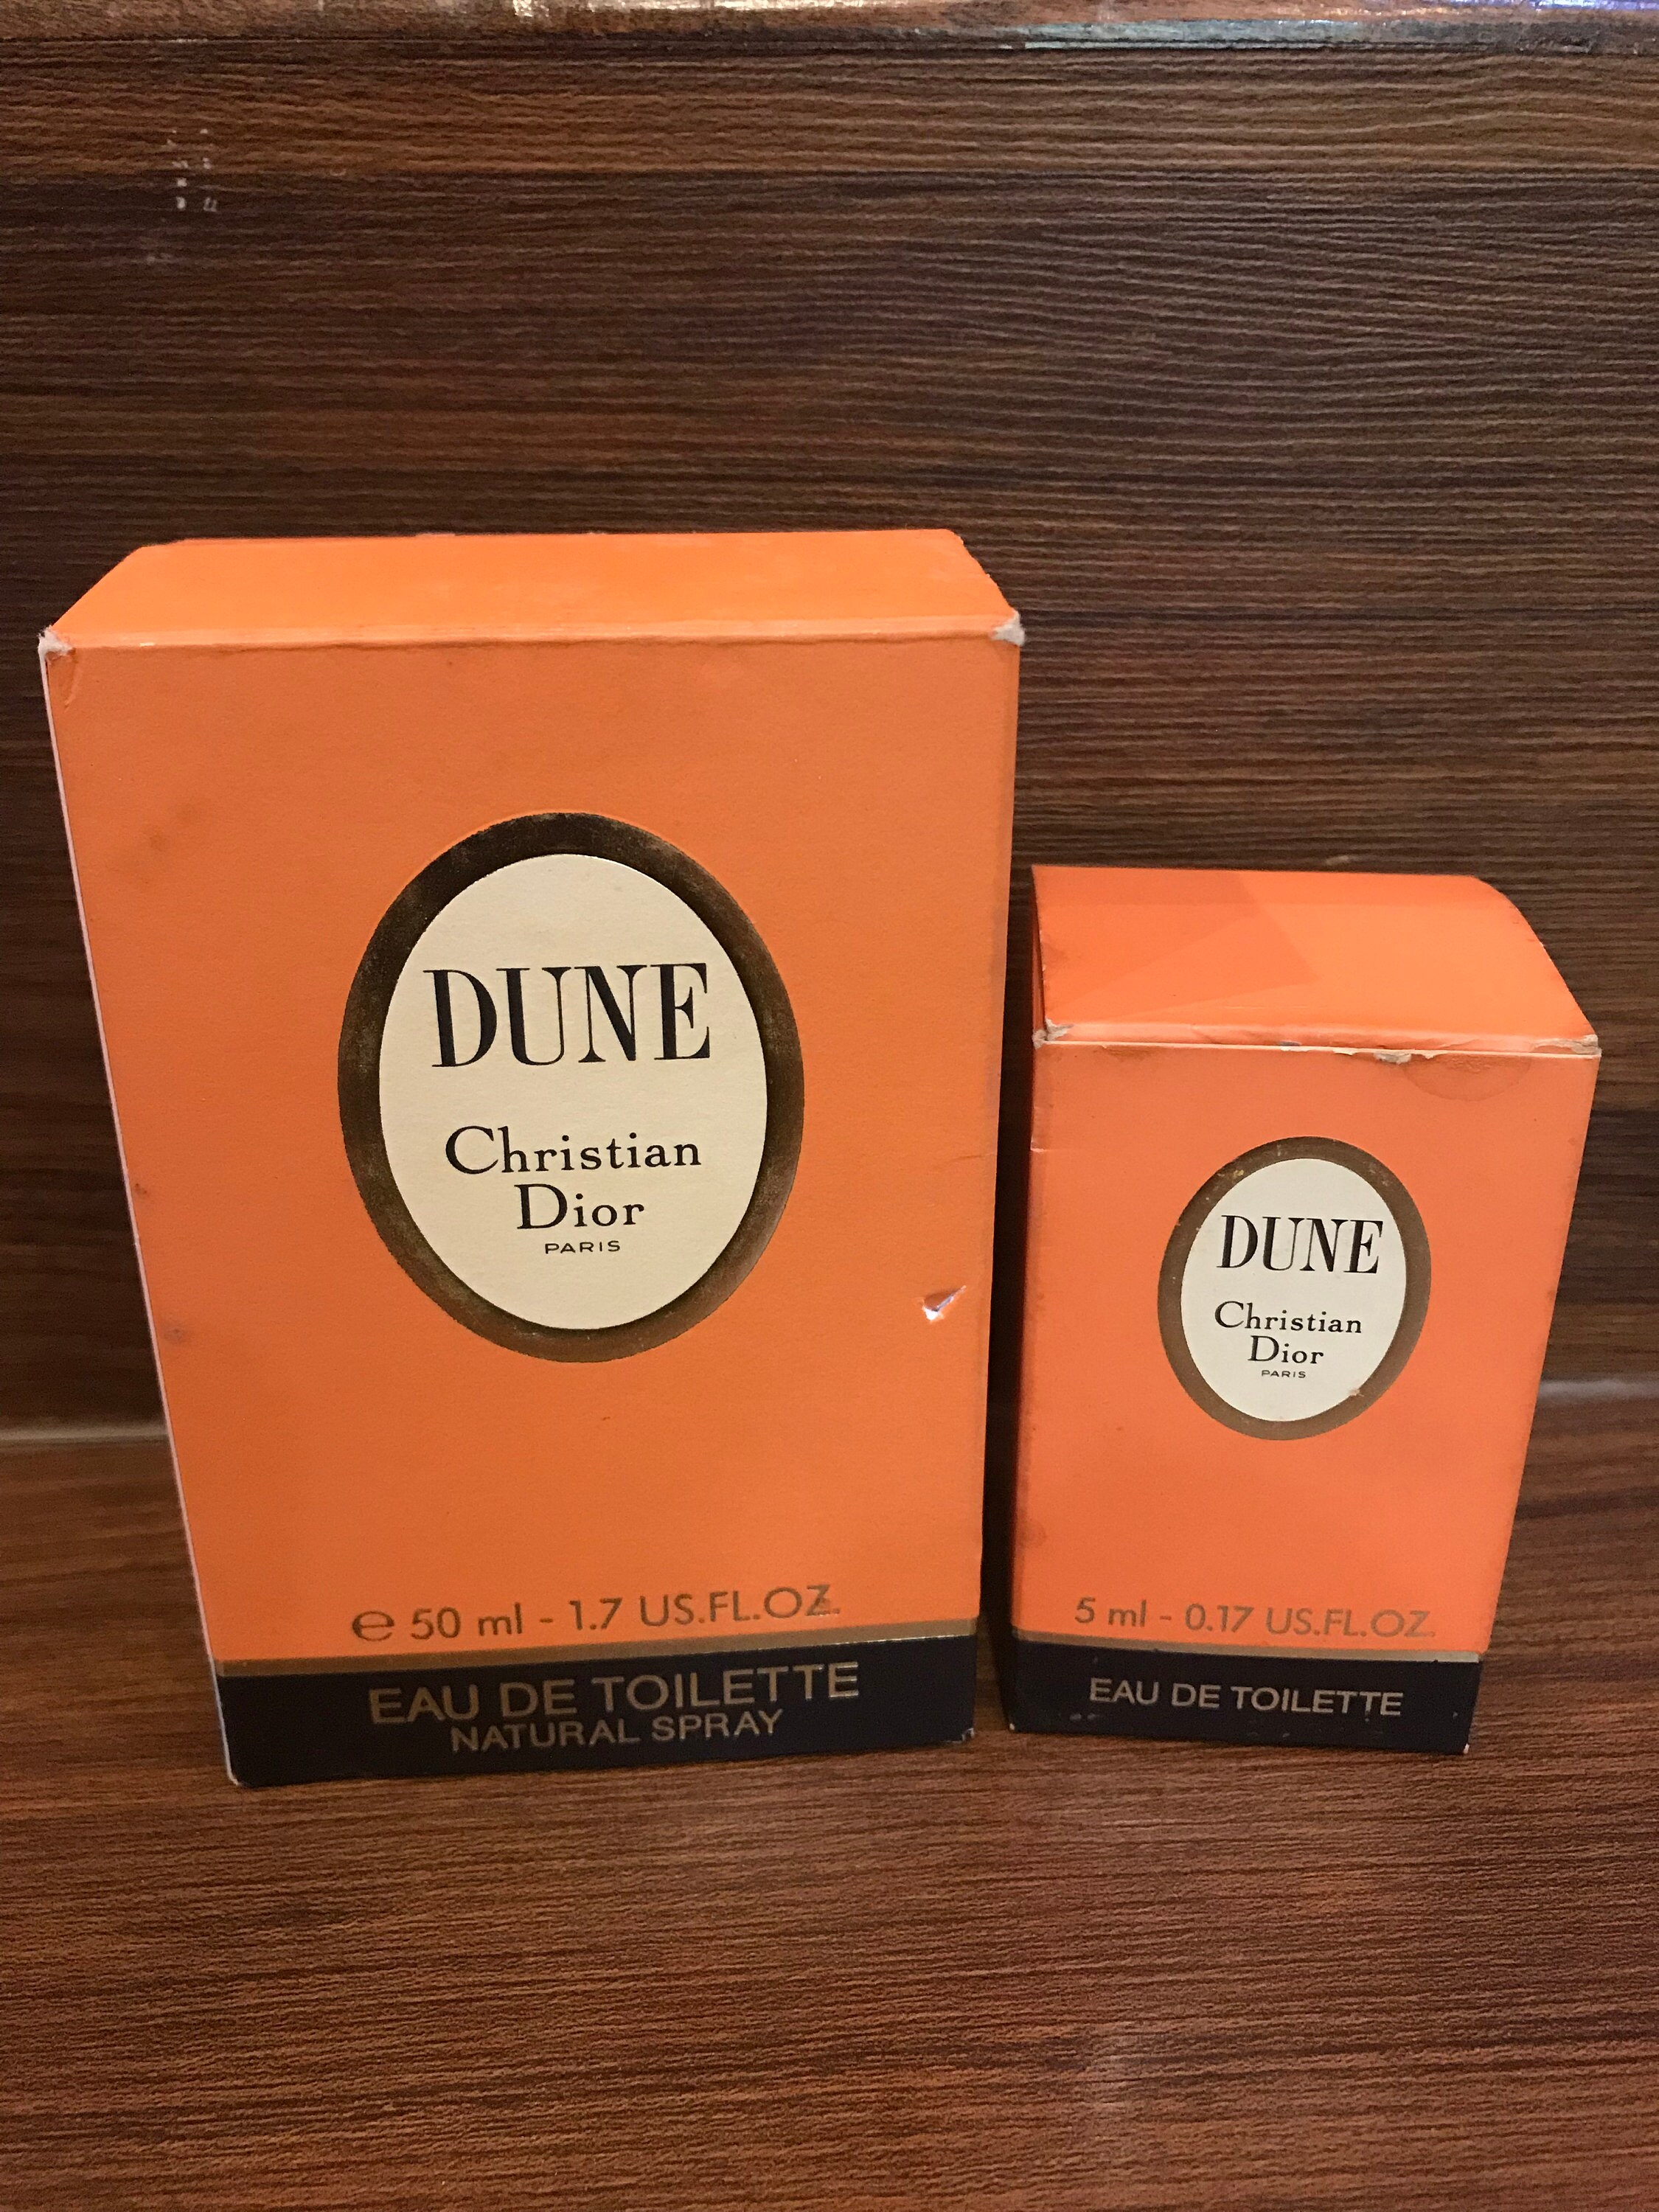 DUNE
Christian
Dior
PARIS
℮ 50 ml - 1.7 US.FL.OZ.
EAU DE TOILETTE
NATURAL SPRAY
DUNE
Christian
Dior
PARIS
5 ml - 0.17 US.FL.OZ.
EAU DE TOILETTE